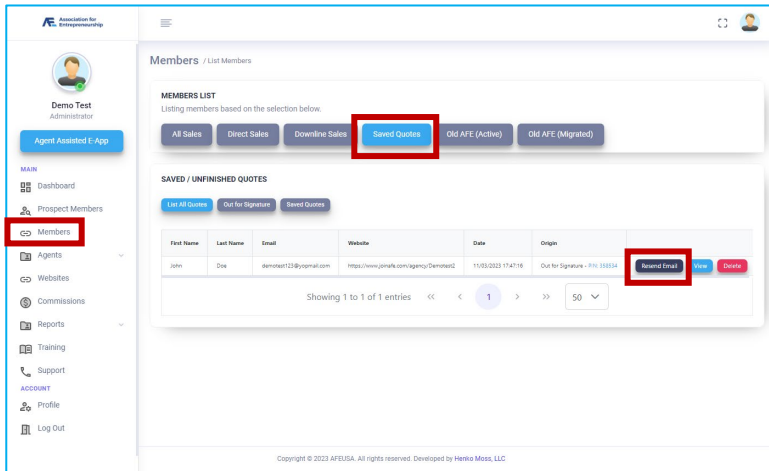 Association for
Entrepreneurship
Demo Test
Administrator
Agent Assisted E-App
MAIN
Dashboard
Prospect Members
Members
Agents
Websites
Commissions
Reports
Training
Support
ACCOUNT
Profile
Log Out
Members / List Members
MEMBERS LIST
Listing members based on the selection below.
All Sales Direct Sales Downline Sales Saved Quotes Old AFE (Active) Old AFE (Migrated)
SAVED / UNFINISHED QUOTES
List All Quotes Out for Signature Saved Quotes
First Name Last Name Email Website Date Origin
John Doe demotest123@yopmail.com https://www.joinafe.com/agency/Demotest2 11/03/2023 17:47:18 Out for Signature - PIN: 358534 Resend Email View Delete
Showing 1 to 1 of 1 entries << < 1 > >> 50
Copyright © 2023 AFEUSA. All rights reserved. Developed by Henko Moss, LLC